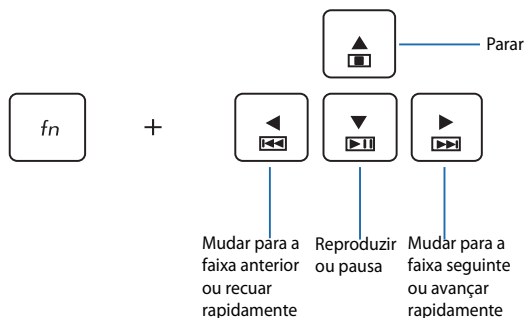 Parar
fn +
Mudar para a
faixa anterior
ou recuar
rapidamente
Reproduzir
ou pausa
Mudar para a
faixa seguinte
ou avançar
rapidamente